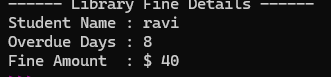 ------ Library Fine Details ------
Student Name : ravi
Overdue Days : 8
Fine Amount  : $ 40